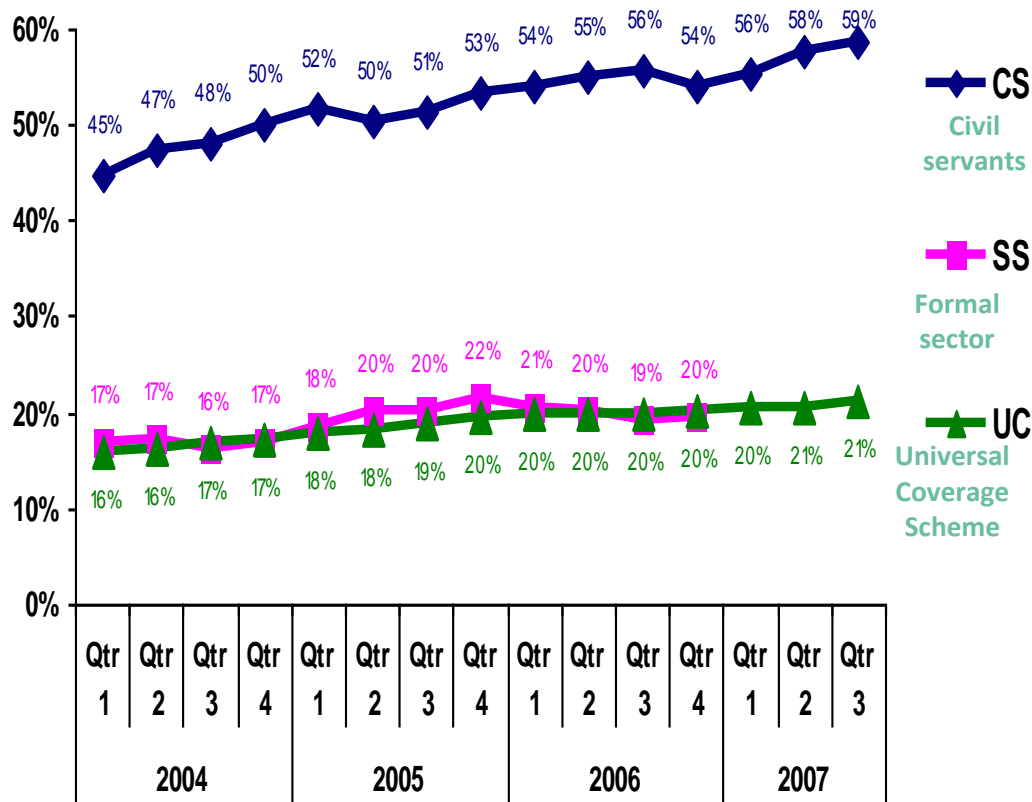 60%
50%
40%
30%
20%
10%
0%
45% 47% 48% 50% 52% 50% 51% 53% 54% 55% 56% 54% 56% 58% 59%
17% 17% 16% 17% 18% 20% 20% 22% 21% 20% 19% 20%
16% 16% 17% 17% 18% 18% 19% 20% 20% 20% 20% 20% 20% 21% 21%
Qtr Qtr Qtr Qtr Qtr Qtr Qtr Qtr Qtr Qtr Qtr Qtr Qtr Qtr Qtr
1 2 3 4 1 2 3 4 1 2 3 4 1 2 3
2004 2005 2006 2007
CS
Civil
servants
SS
Formal
sector
UC
Universal
Coverage
Scheme